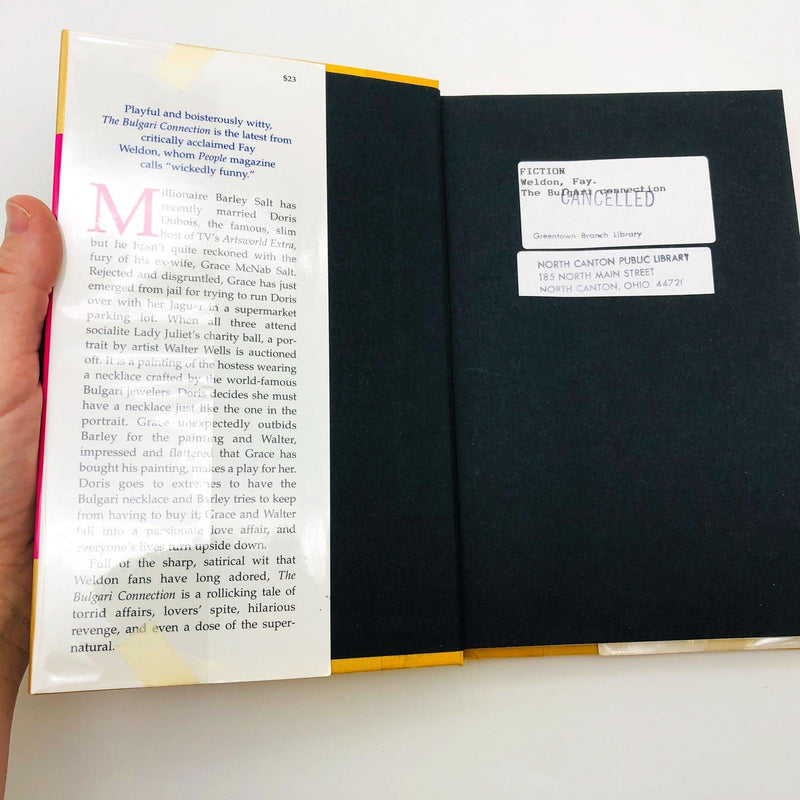 $23
Playful and boisterously witty,
The Bulgari Connection is the latest from
critically acclaimed Fay
Weldon, whom People magazine
calls “wickedly funny.”
Millionaire Barley Salt has
recently married Doris
Dubois, the famous, slim
host of TV's Artsworld Extra,
but he hasn't quite reckoned with the
fury of his ex-wife, Grace McNab Salt.
Rejected and disgruntled, Grace has just
emerged from jail for trying to run Doris
over with her Jaguar in a supermarket
parking lot. When all three attend
socialite Lady Juliet's charity ball, a por-
trait by artist Walter Wells is auctioned
off. It is a painting of the hostess wearing
a necklace crafted by the world-famous
Bulgari jewelers. Doris decides she must
have a necklace just like the one in the
portrait. Grace unexpectedly outbids
Barley for the painting and Walter,
impressed and flattered that Grace has
bought his painting, makes a play for her.
Doris goes to extremes to have the
Bulgari necklace and Barley tries to keep
from having to buy it; Grace and Walter
fall into a passionate love affair, and
everyone's lives turn upside down.
Full of the sharp, satirical wit that
Weldon fans have long adored, The
Bulgari Connection is a rollicking tale of
torrid affairs, lovers' spite, hilarious
revenge, and even a dose of the super-
natural.
FICTION
Weldon, Fay.
The Bulgari connection
CANCELLED
Greentown Branch Library
NORTH CANTON PUBLIC LIBRARY
185 NORTH MAIN STREET
NORTH CANTON, OHIO 44720